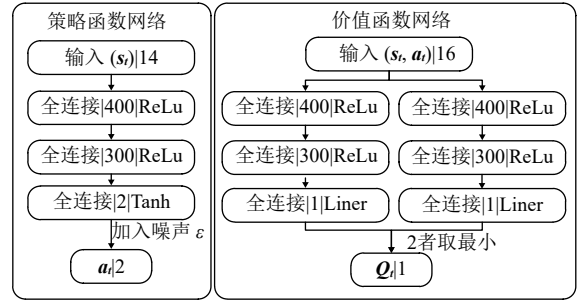 策略函数网络
输入 (sₜ)|14
全连接|400|ReLu
全连接|300|ReLu
全连接|2|Tanh
加入噪声 ε
aₜ|2
价值函数网络
输入 (sₜ, aₜ)|16
全连接|400|ReLu
全连接|400|ReLu
全连接|300|ReLu
全连接|300|ReLu
全连接|1|Liner
全连接|1|Liner
2者取最小
Qₜ|1